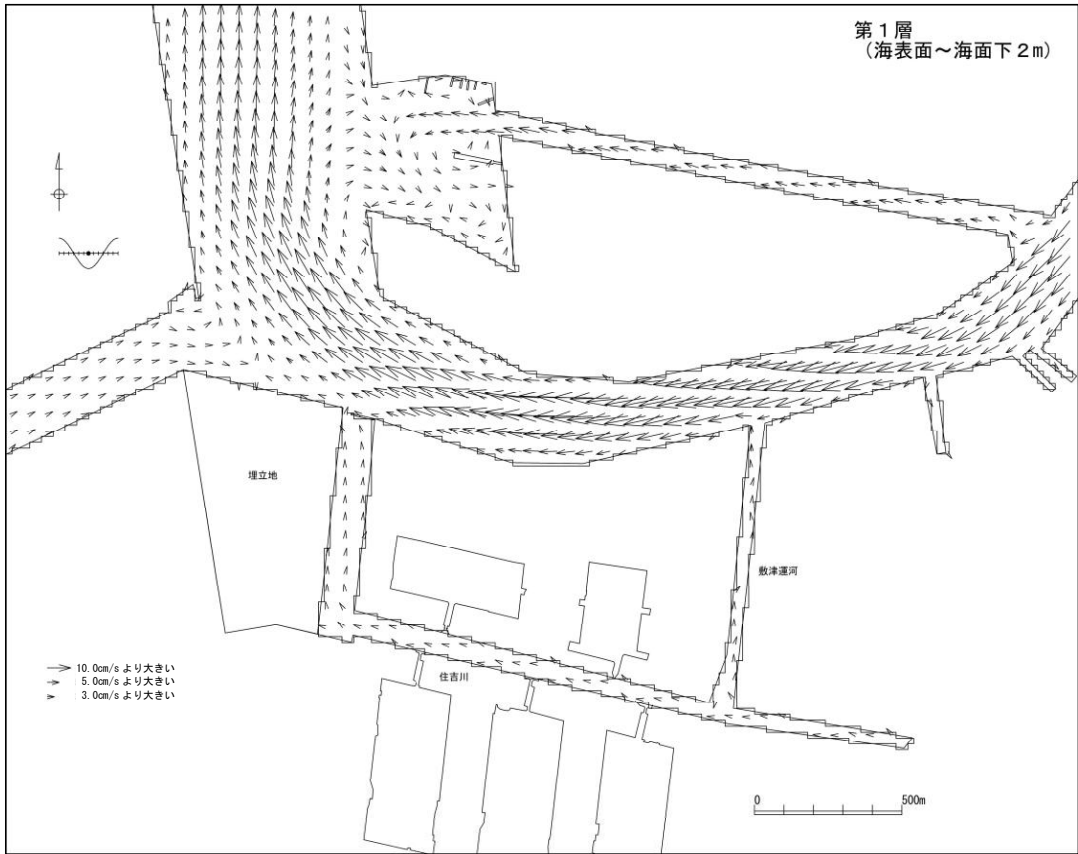 第１層
（海表面～海面下２m）
埋立地
敷津運河
10.0cm/s より大きい
5.0cm/s より大きい
3.0cm/s より大きい
住吉川
0 500m